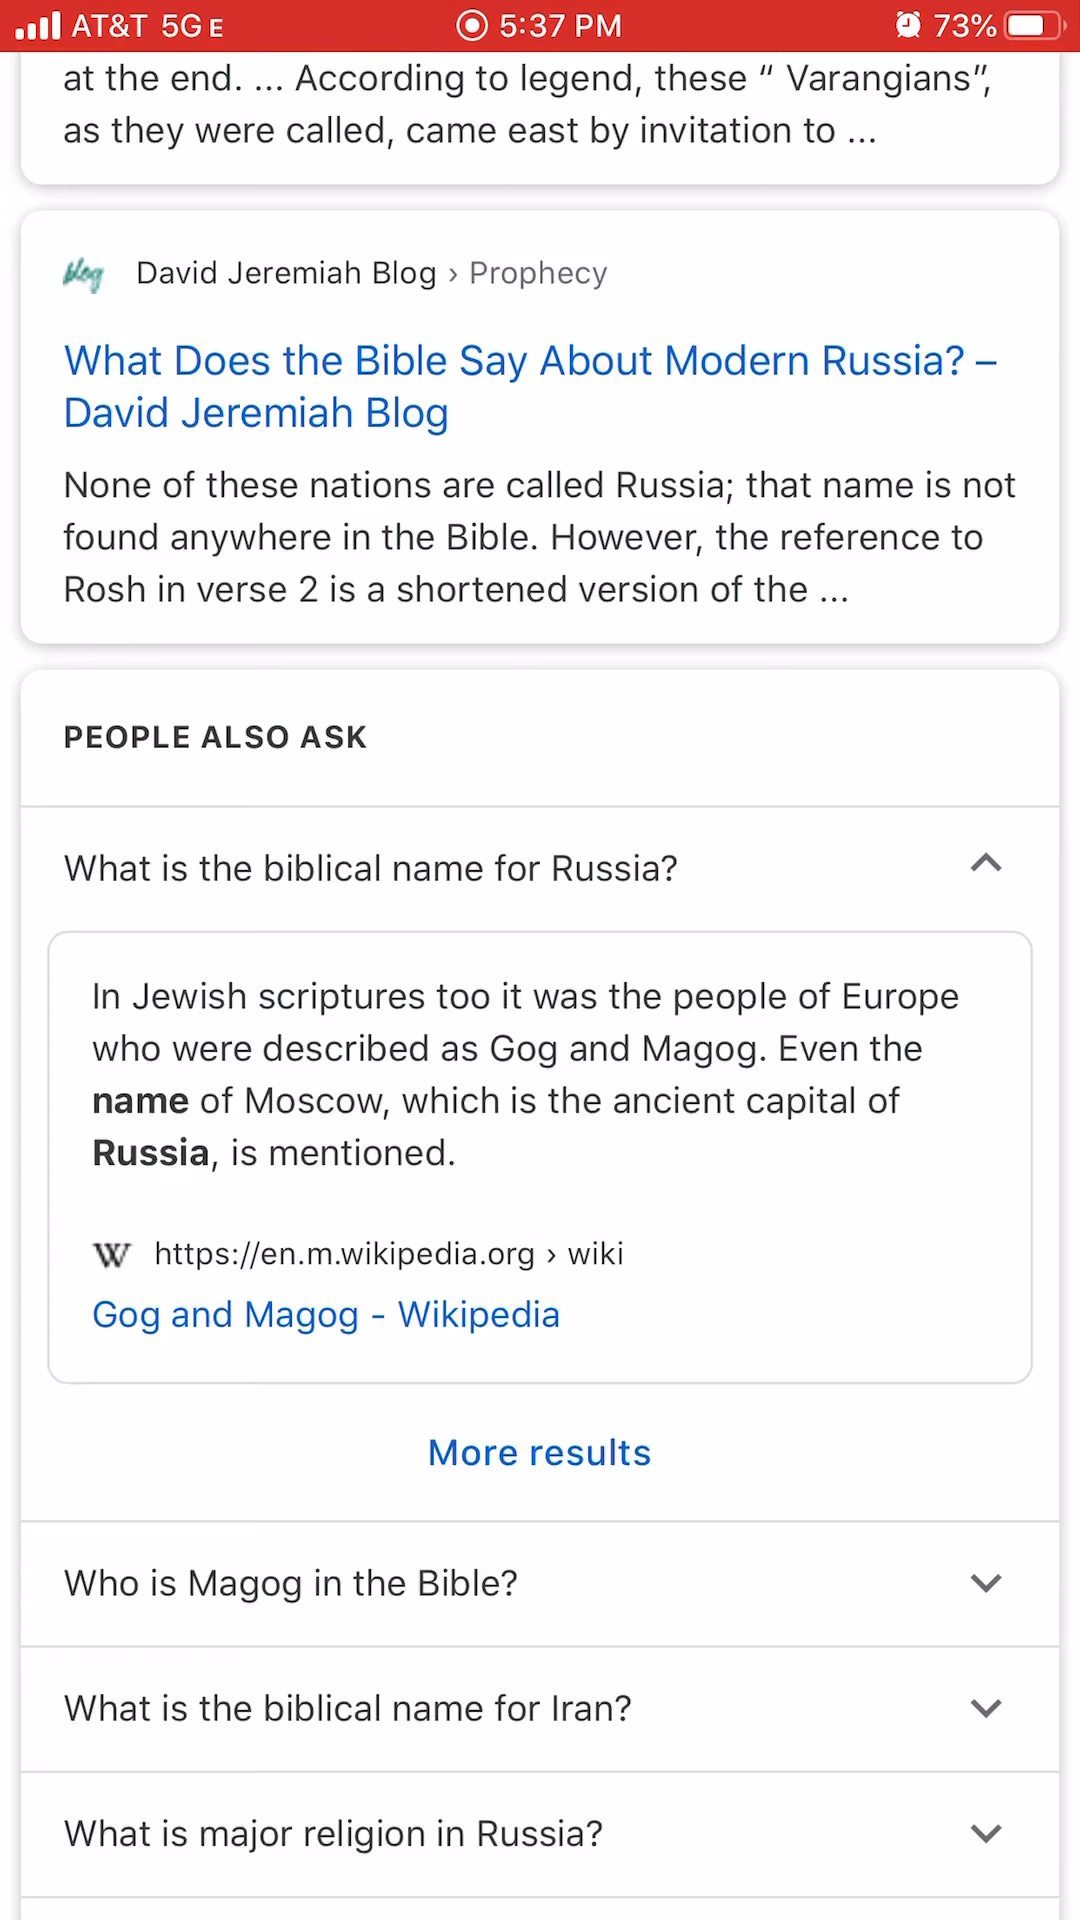 AT&T 5GE 5:37 PM 73%
at the end. ... According to legend, these “ Varangians”,
as they were called, came east by invitation to ...
blog David Jeremiah Blog › Prophecy
What Does the Bible Say About Modern Russia? –
David Jeremiah Blog
None of these nations are called Russia; that name is not
found anywhere in the Bible. However, the reference to
Rosh in verse 2 is a shortened version of the ...
PEOPLE ALSO ASK
What is the biblical name for Russia?
In Jewish scriptures too it was the people of Europe
who were described as Gog and Magog. Even the
name of Moscow, which is the ancient capital of
Russia, is mentioned.
W https://en.m.wikipedia.org › wiki
Gog and Magog - Wikipedia
More results
Who is Magog in the Bible?
What is the biblical name for Iran?
What is major religion in Russia?